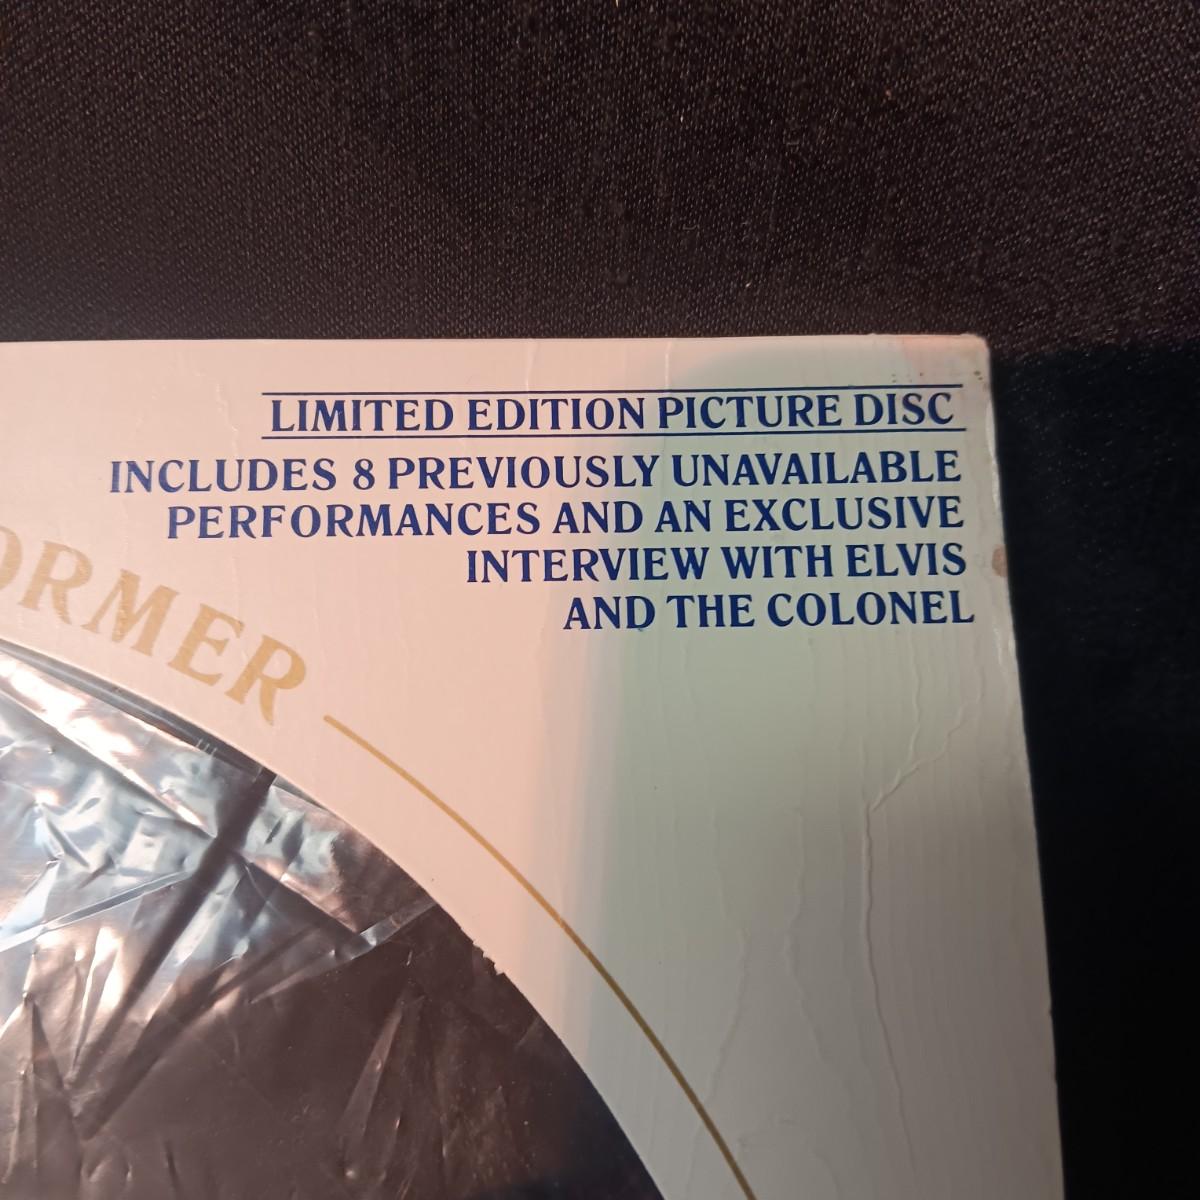 LIMITED EDITION PICTURE DISC
INCLUDES 8 PREVIOUSLY UNAVAILABLE
PERFORMANCES AND AN EXCLUSIVE
INTERVIEW WITH ELVIS
AND THE COLONEL
ORMER